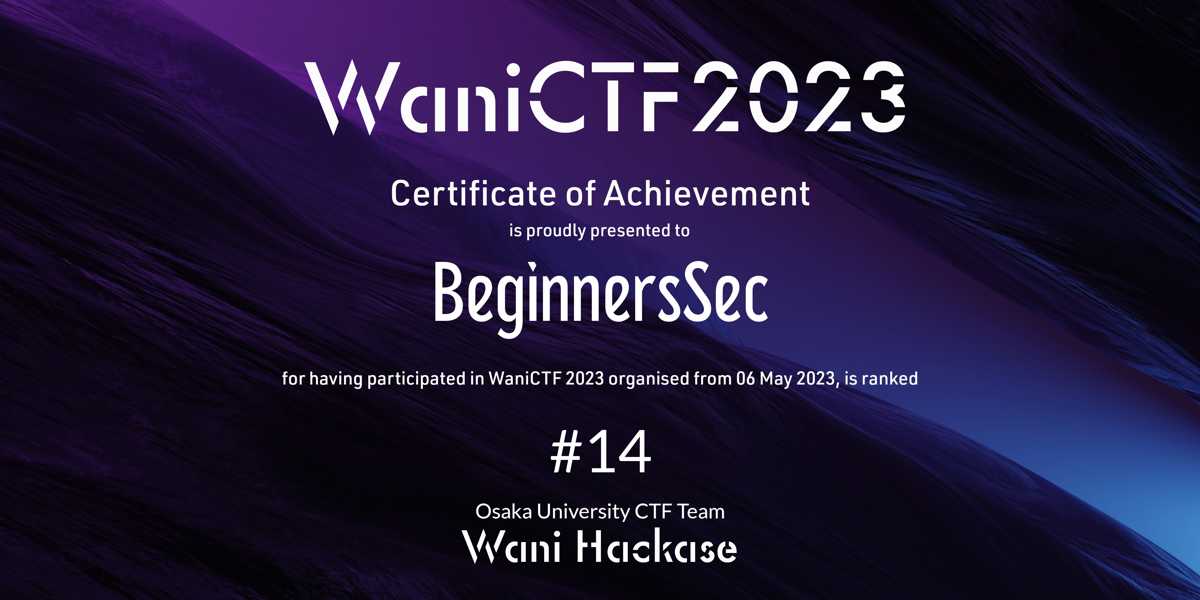 WaniCTF2023
Certificate of Achievement
is proudly presented to
BeginnersSec
for having participated in WaniCTF 2023 organised from 06 May 2023, is ranked
#14
Osaka University CTF Team
Wani Hackase